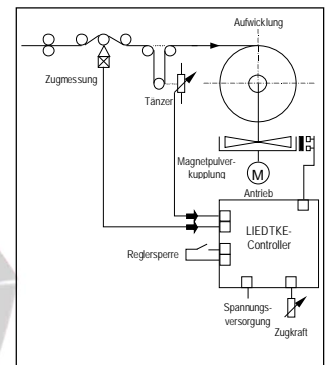 Aufwicklung
Zugmessung
Tänzer
Magnetpulver-
kupplung
M
Antrieb
LIEDTKE-
Controller
Reglersperre
Spannungs-
versorgung
Zugkraft